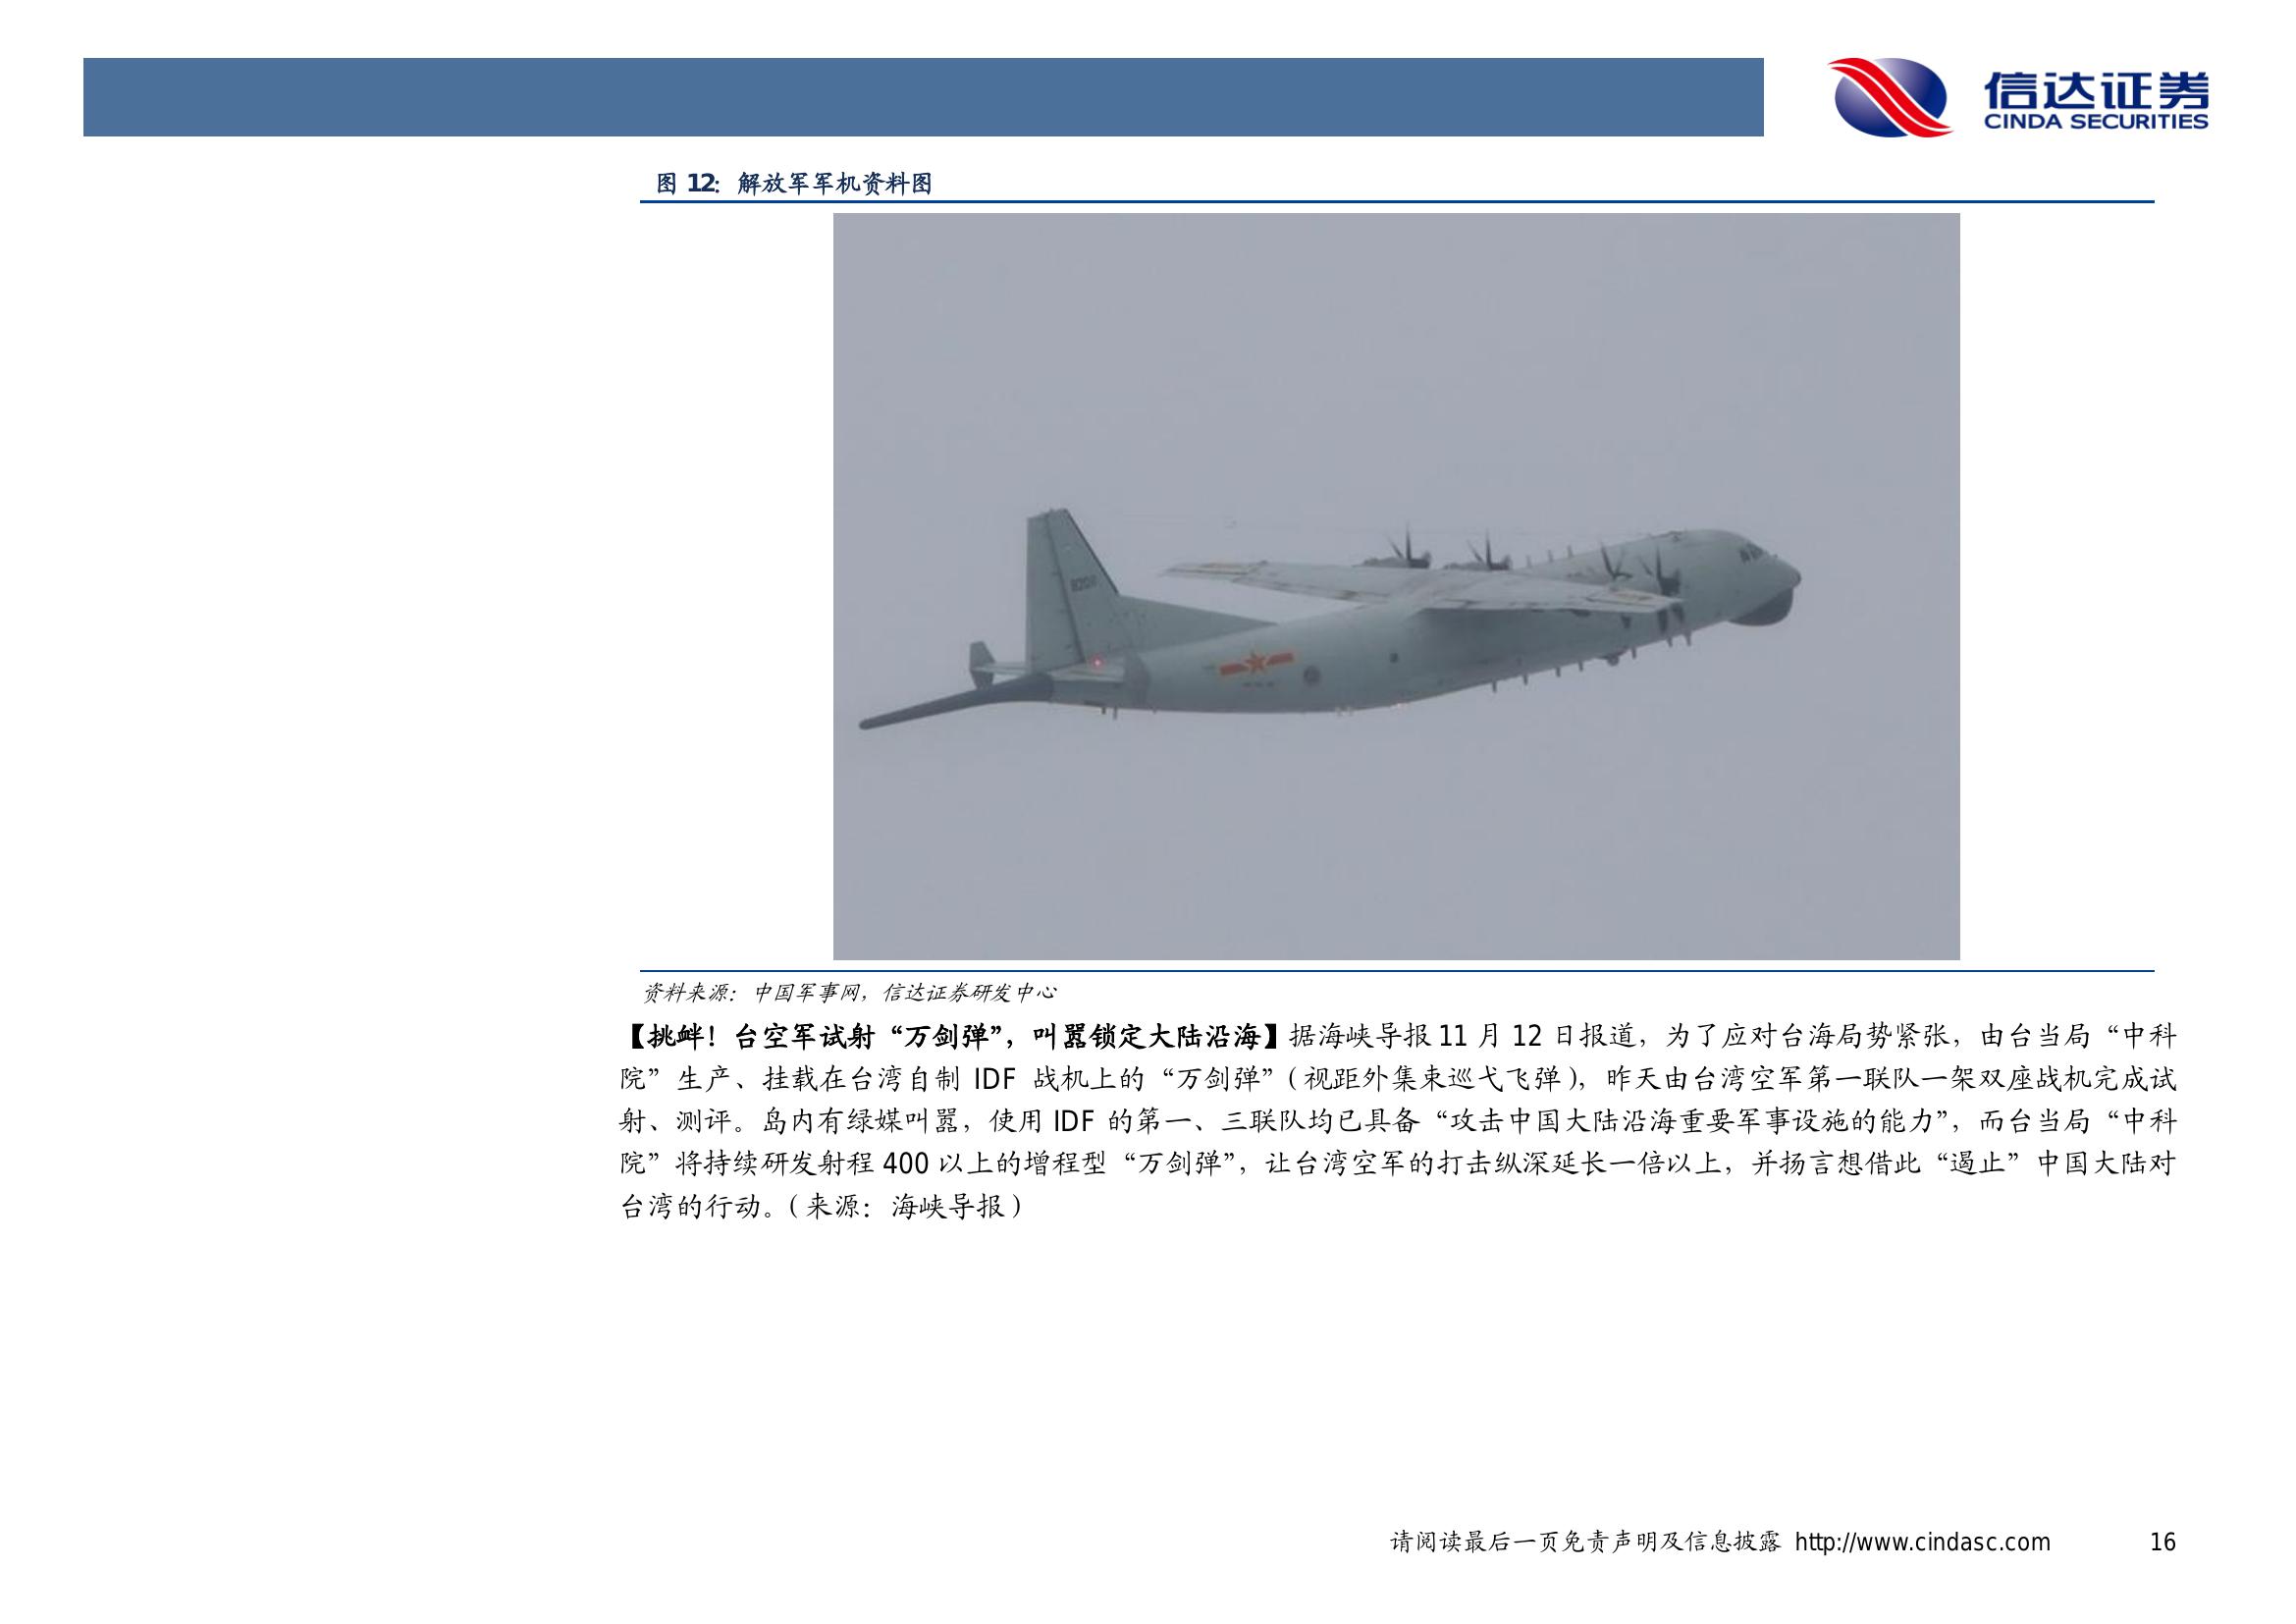 信达证券
CINDA SECURITIES
图 12：解放军军机资料图
资料来源：中国军事网，信达证券研发中心
【挑衅！台空军试射“万剑弹”，叫嚣锁定大陆沿海】据海峡导报 11 月 12 日报道，为了应对台海局势紧张，由台当局“中科
院”生产、挂载在台湾自制 IDF 战机上的“万剑弹”（视距外集束巡弋飞弹），昨天由台湾空军第一联队一架双座战机完成试
射、测评。岛内有绿媒叫嚣，使用 IDF 的第一、三联队均已具备“攻击中国大陆沿海重要军事设施的能力”，而台当局“中科
院”将持续研发射程 400 以上的增程型“万剑弹”，让台湾空军的打击纵深延长一倍以上，并扬言想借此“遏止”中国大陆对
台湾的行动。（来源：海峡导报）
请阅读最后一页免责声明及信息披露 http://www.cindasc.com 16